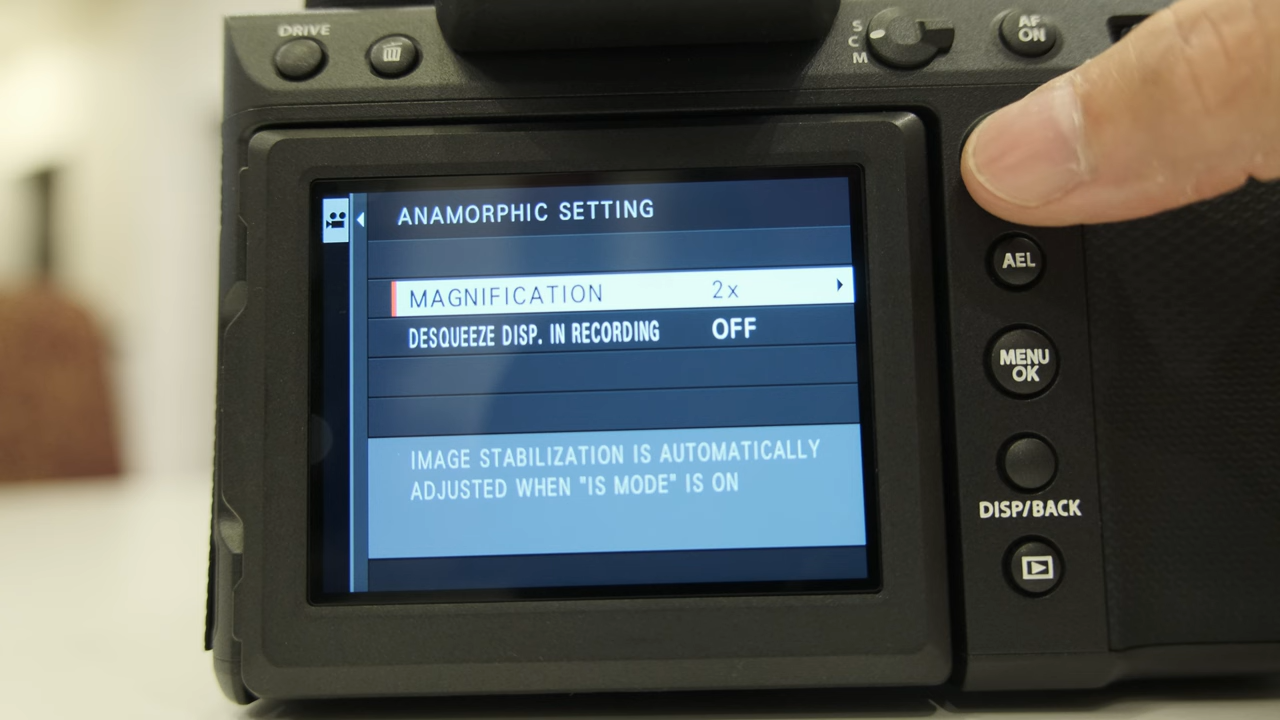 DRIVE
S
C
M
AF
ON
ANAMORPHIC SETTING
MAGNIFICATION 2x
DESQUEEZE DISP. IN RECORDING OFF
IMAGE STABILIZATION IS AUTOMATICALLY
ADJUSTED WHEN "IS MODE" IS ON
AEL
MENU
OK
DISP/BACK